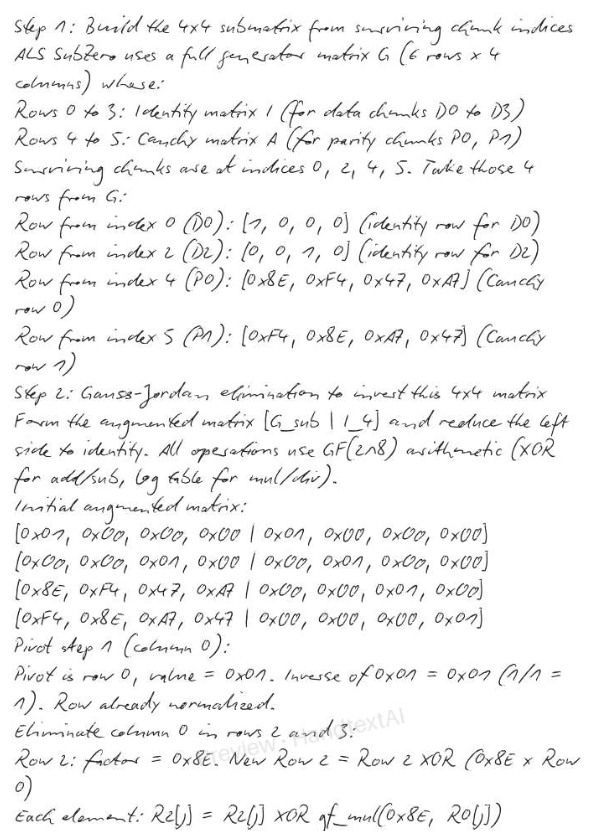 Step 1: Build the 4x4 submatrix from surviving chunk indices
ALS SubZero uses a full generator matrix G (6 rows x 4
columns) whose:
Rows 0 to 3: Identity matrix I (for data chunks D0 to D3)
Rows 4 to 5: Cauchy matrix A (for parity chunks P0, P1)
Surviving chunks are at indices 0, 2, 4, 5. Take those 4
rows from G:
Row from index 0 (D0): [1, 0, 0, 0] (identity row for D0)
Row from index 2 (D2): [0, 0, 1, 0] (identity row for D2)
Row from index 4 (P0): [0x8E, 0xF4, 0x47, 0xA7] (Cauchy
row 0)
Row from index 5 (P1): [0xF4, 0x8E, 0xA7, 0x47] (Cauchy
row 1)
Step 2: Gauss-Jordan elimination to invert this 4x4 matrix
Form the augmented matrix [G_sub | I_4] and reduce the left
side to identity. All operations use GF(2^8) arithmetic (XOR
for add/sub, log table for mul/div).
Initial augmented matrix:
[0x01, 0x00, 0x00, 0x00 | 0x01, 0x00, 0x00, 0x00]
[0x00, 0x00, 0x01, 0x00 | 0x00, 0x01, 0x00, 0x00]
[0x8E, 0xF4, 0x47, 0xA7 | 0x00, 0x00, 0x01, 0x00]
[0xF4, 0x8E, 0xA7, 0x47 | 0x00, 0x00, 0x00, 0x01]
Pivot step 1 (column 0):
Pivot is row 0, value = 0x01. Inverse of 0x01 = 0x01 (1/1 =
1). Row already normalized.
Eliminate column 0 in rows 2 and 3:
Row 2: factor = 0x8E. New Row 2 = Row 2 XOR (0x8E x Row
0)
Each element: R2[j] = R2[j] XOR gf_mul(0x8E, R0[j])